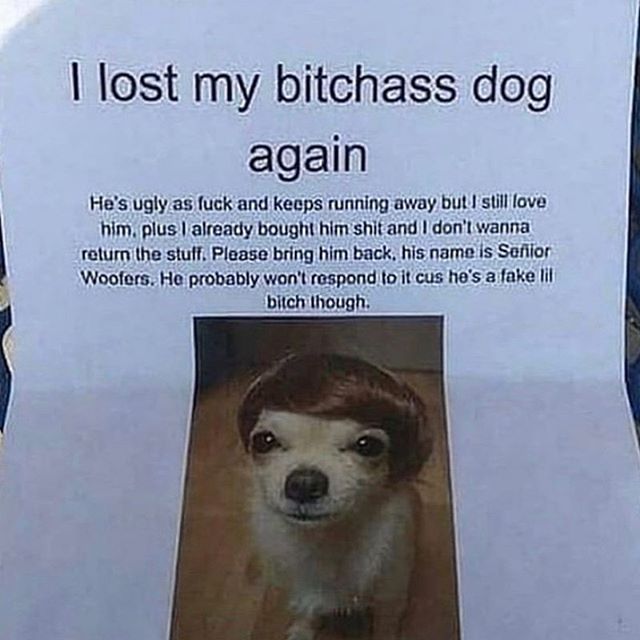 I lost my bitchass dog
again
He's ugly as fuck and keeps running away but I still love
him, plus I already bought him shit and I don't wanna
return the stuff. Please bring him back, his name is Señior
Woofers. He probably won't respond to it cus he's a fake lil
bitch though.